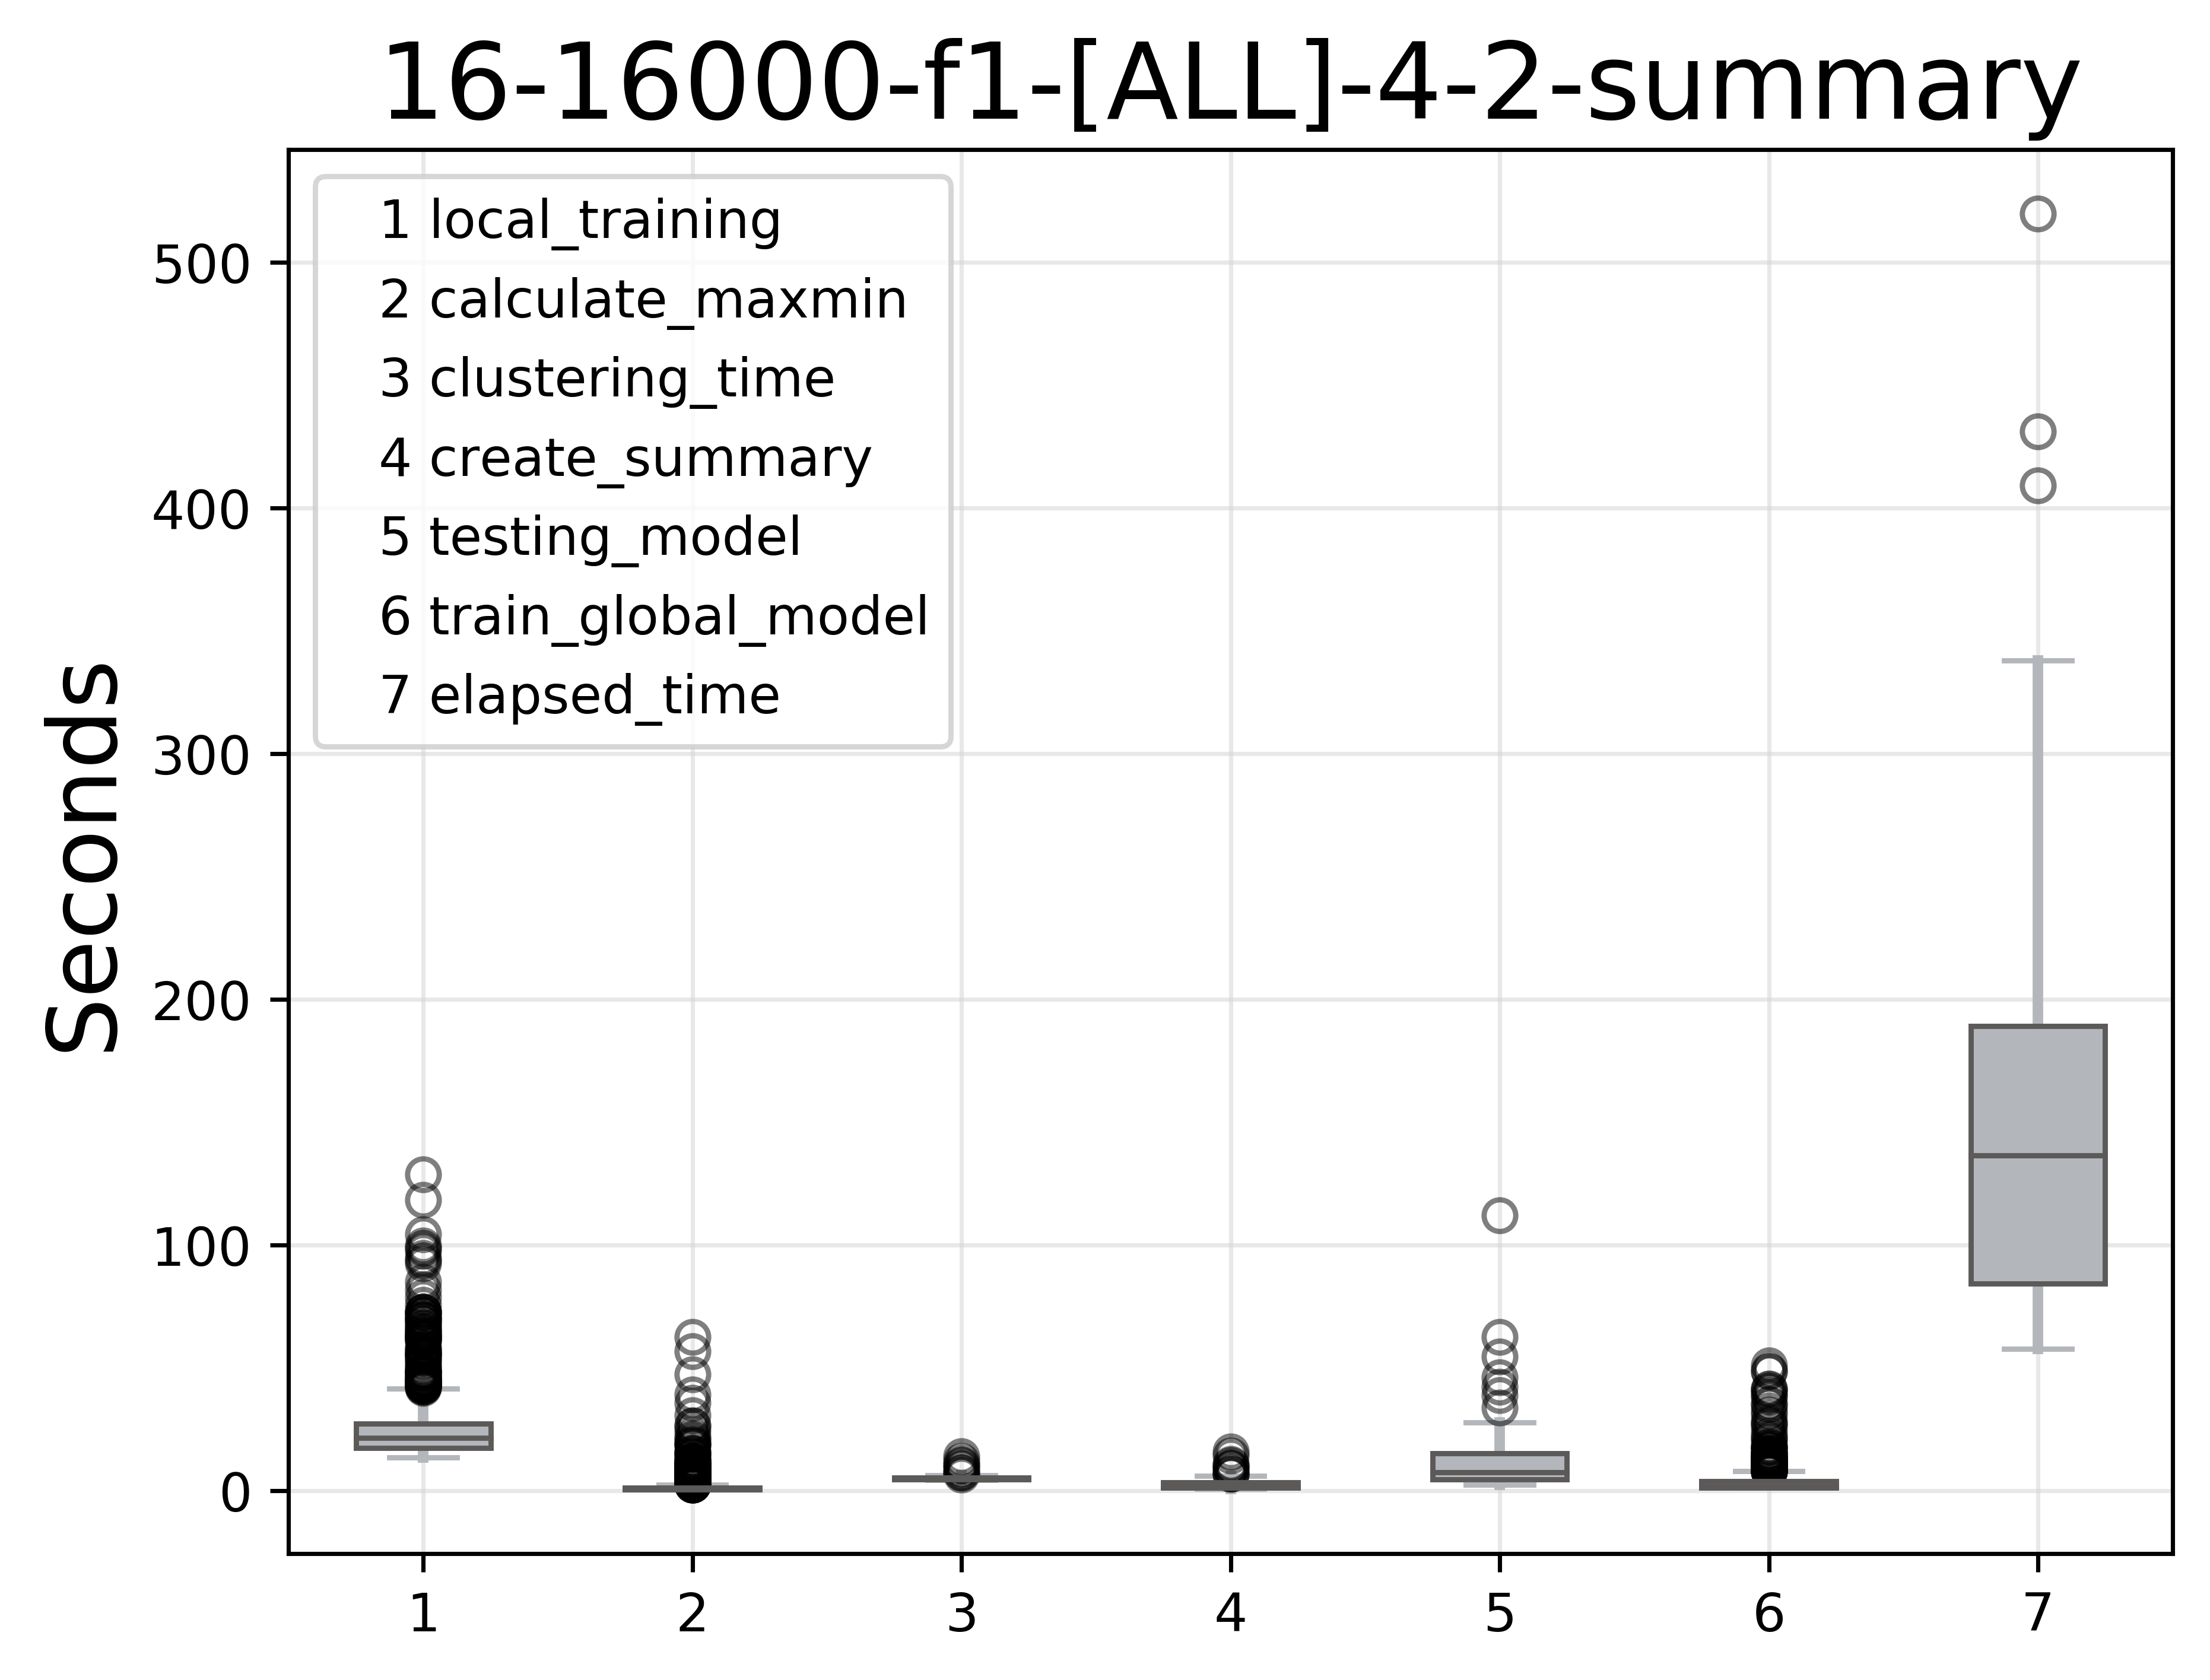 16-16000-f1-[ALL]-4-2-summary
1 local_training
2 calculate_maxmin
3 clustering_time
4 create_summary
5 testing_model
6 train_global_model
7 elapsed_time
Seconds
500
400
300
200
100
0
1 2 3 4 5 6 7